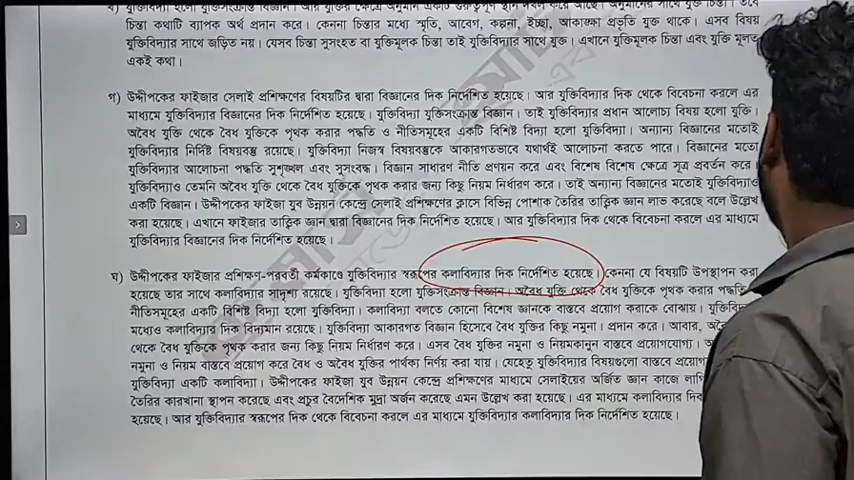 খ) যুক্তিবিদ্যা হলো যুক্তিসংক্রান্ত বিজ্ঞান। আর যুক্তির ক্ষেত্রে অনুমান একটি গুরুত্বপূর্ণ
চিন্তা কথাটি ব্যাপক অর্থ প্রদান করে। কেননা চিন্তার মধ্যে স্মৃতি, আবেগ, কল্পনা, ইচ্ছা, আকাঙ্ক্ষা প্রভৃতি যুক্ত থাকে। এসব বিষয়
যুক্তিবিদ্যার সাথে জড়িত নয়। যেসব চিন্তা সুসংহত বা যুক্তিমূলক চিন্তা তাই যুক্তিবিদ্যার সাথে যুক্ত। এখানে যুক্তিমূলক চিন্তা এবং যুক্তি মূলত
একই কথা।
গ) উদ্দীপকের ফাইজার সেলাই প্রশিক্ষণের বিষয়টির দ্বারা বিজ্ঞানের দিক নির্দেশিত হয়েছে। আর যুক্তিবিদ্যার দিক থেকে বিবেচনা করলে এর
মাধ্যমে যুক্তিবিদ্যার বিজ্ঞানের দিক নির্দেশিত হয়েছে। যুক্তিবিদ্যা যুক্তিসংক্রান্ত বিজ্ঞান। তাই যুক্তিবিদ্যার প্রধান আলোচ্য বিষয় হলো যুক্তি।
অবৈধ যুক্তি থেকে বৈধ যুক্তিকে পৃথক করার পদ্ধতি ও নীতিসমূহের একটি বিশিষ্ট বিদ্যা হলো যুক্তিবিদ্যা। অন্যান্য বিজ্ঞানের মতোই
যুক্তিবিদ্যার নির্দিষ্ট বিষয়বস্তু রয়েছে। যুক্তিবিদ্যা নিজস্ব বিষয়বস্তুকে আকারগতভাবে যথার্থই আলোচনা করতে পারে। বিজ্ঞানের মতো
যুক্তিবিদ্যার আলোচনা পদ্ধতি সুশৃঙ্খল এবং সুসংবদ্ধ। বিজ্ঞান সাধারণ নীতি প্রণয়ন করে এবং বিশেষ বিশেষ ক্ষেত্রে সূত্র প্রবর্তন করে।
যুক্তিবিদ্যাও তেমনি অবৈধ যুক্তি থেকে বৈধ যুক্তিকে পৃথক করার জন্য কিছু নিয়ম নির্ধারণ করে। তাই অন্যান্য বিজ্ঞানের মতোই যুক্তিবিদ্যাও
একটি বিজ্ঞান। উদ্দীপকের ফাইজা যুব উন্নয়ন কেন্দ্রে সেলাই প্রশিক্ষণের ক্লাসে বিভিন্ন পোশাক তৈরির তাত্ত্বিক জ্ঞান লাভ করেছে বলে উল্লেখ
করা হয়েছে। এখানে ফাইজার তাত্ত্বিক জ্ঞান দ্বারা বিজ্ঞানের দিক নির্দেশিত হয়েছে। আর যুক্তিবিদ্যার দিক থেকে বিবেচনা করলে এর মাধ্যমে
যুক্তিবিদ্যার বিজ্ঞানের দিক নির্দেশিত হয়েছে।
ঘ) উদ্দীপকের ফাইজার প্রশিক্ষণ-পরবর্তী কর্মকাণ্ডে যুক্তিবিদ্যার স্বরূপের কলাবিদ্যার দিক নির্দেশিত হয়েছে। কেননা যে বিষয়টি উপস্থাপন করা
হয়েছে তার সাথে কলাবিদ্যার সাদৃশ্য রয়েছে। যুক্তিবিদ্যা হলো যুক্তিসংক্রান্ত বিজ্ঞান। অবৈধ যুক্তি থেকে বৈধ যুক্তিকে পৃথক করার পদ্ধতি
নীতিসমূহের একটি বিশিষ্ট বিদ্যা হলো যুক্তিবিদ্যা। কলাবিদ্যা বলতে কোনো বিশেষ জ্ঞানকে বাস্তবে প্রয়োগ করাকে বোঝায়।
মধ্যেও কলাবিদ্যার দিক বিদ্যমান রয়েছে। যুক্তিবিদ্যা আকারগত বিজ্ঞান হিসেবে বৈধ যুক্তির কিছু নমুনা প্রদান করে। আবার,
থেকে বৈধ যুক্তিকে পৃথক করার জন্য কিছু নিয়ম নির্ধারণ করে। এসব বৈধ যুক্তির নমুনা ও নিয়মকানুন বাস্তবে প্রয়োগযোগ্য।
নমুনা ও নিয়ম বাস্তবে প্রয়োগ করে বৈধ ও অবৈধ যুক্তির পার্থক্য নির্ণয় করা যায়। যেহেতু যুক্তিবিদ্যার বিষয়গুলো বাস্তবে
যুক্তিবিদ্যা একটি কলাবিদ্যা। উদ্দীপকের ফাইজা যুব উন্নয়ন কেন্দ্রে প্রশিক্ষণের মাধ্যমে সেলাইয়ের অর্জিত জ্ঞান কাজে
তৈরির কারখানা স্থাপন করেছে এবং প্রচুর বৈদেশিক মুদ্রা অর্জন করেছে এমন উল্লেখ করা হয়েছে। এর মাধ্যমে কলাবিদ্যার দিক
হয়েছে। আর যুক্তিবিদ্যার স্বরূপের দিক থেকে বিবেচনা করলে এর মাধ্যমে যুক্তিবিদ্যার কলাবিদ্যার দিক নির্দেশিত হয়েছে।